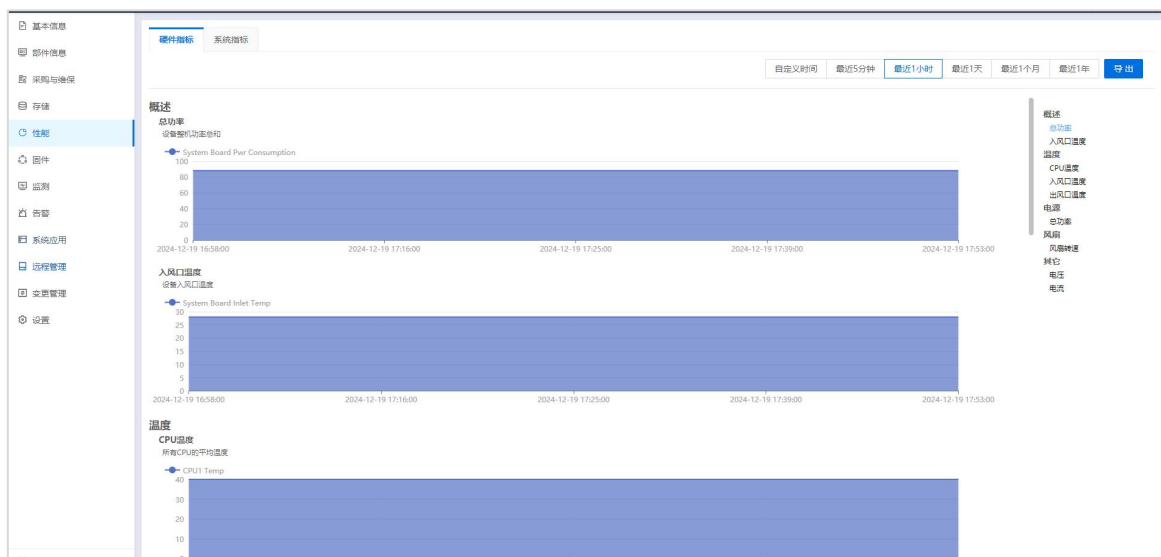 基本信息
部件信息
采购与维保
存储
性能
固件
监测
告警
系统应用
远程管理
变更管理
设置
硬件指标 系统指标
自定义时间 最近5分钟 最近1小时 最近1天 最近1个月 最近1年 导出
概述
总功率
设备整机功率总和
System Board Pwr Consumption
100
80
60
40
20
0
2024-12-19 16:58:00 2024-12-19 17:16:00 2024-12-19 17:25:00 2024-12-19 17:39:00 2024-12-19 17:53:00
入风口温度
设备入风口温度
System Board Inlet Temp
30
25
20
15
10
5
0
2024-12-19 16:58:00 2024-12-19 17:16:00 2024-12-19 17:25:00 2024-12-19 17:39:00 2024-12-19 17:53:00
温度
CPU温度
所有CPU的平均温度
CPU1 Temp
40
30
20
10
概述
总功率
入风口温度
温度
CPU温度
入风口温度
出风口温度
电源
总功率
风扇
风扇转速
其它
电压
电流